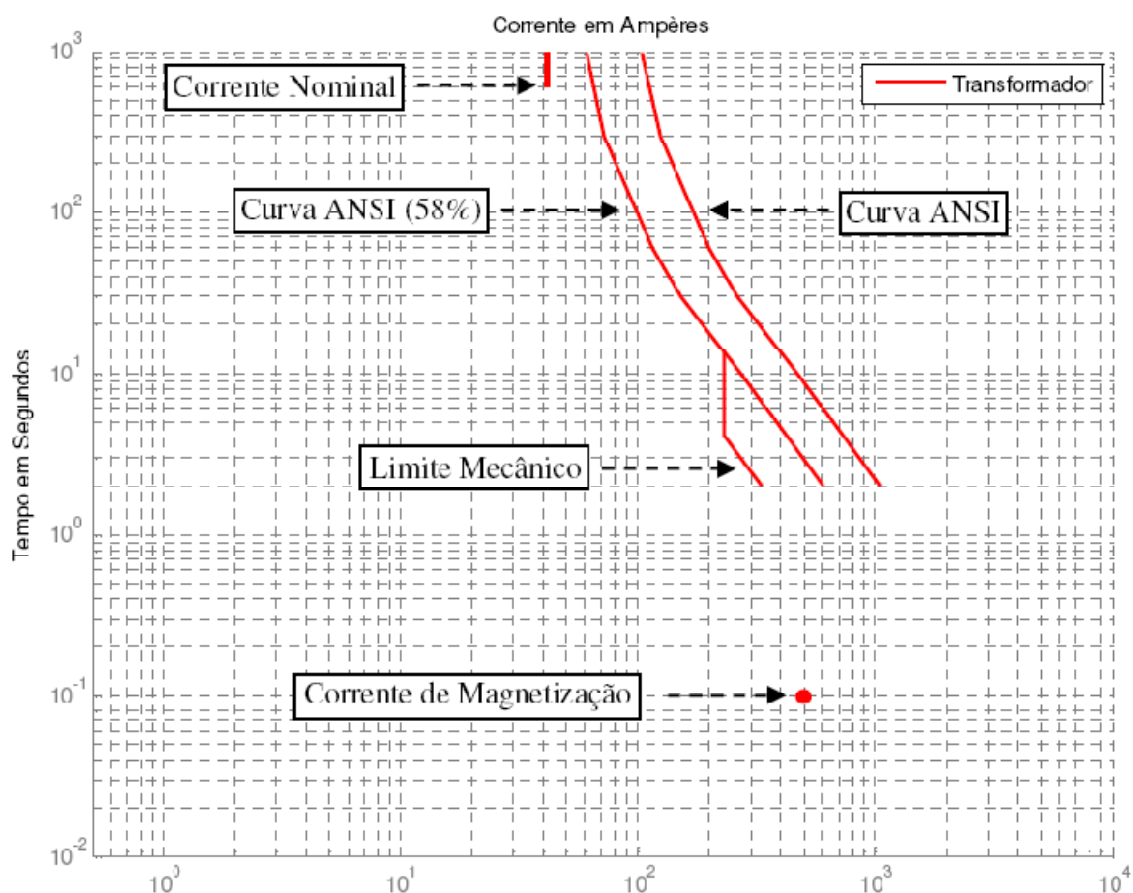 Corrente em Ampères
10^3
Corrente Nominal
Transformador
Curva ANSI (58%)
Curva ANSI
10^2
10^1
Limite Mecânico
Tempo em Segundos
10^0
Corrente de Magnetização
10^-1
10^-2
10^0 10^1 10^2 10^3 10^4